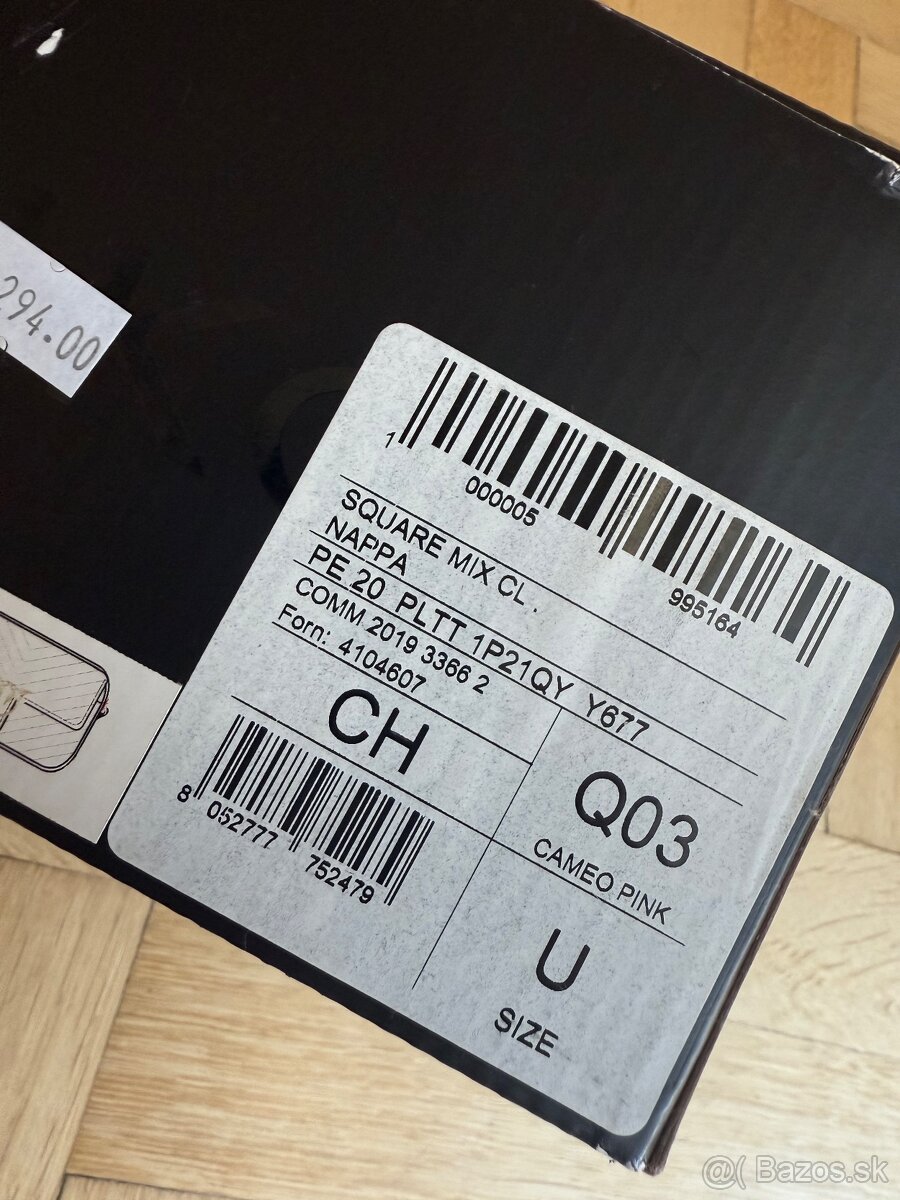 294.00
1 000005 995164
SQUARE MIX CL .
NAPPA
PE 20 PLTT 1P21QY Y677
COMM 2019 3366 2
Forn: 4104607
CH
8 052777 752479
Q03
CAMEO PINK
U
SIZE
@( Bazos.sk